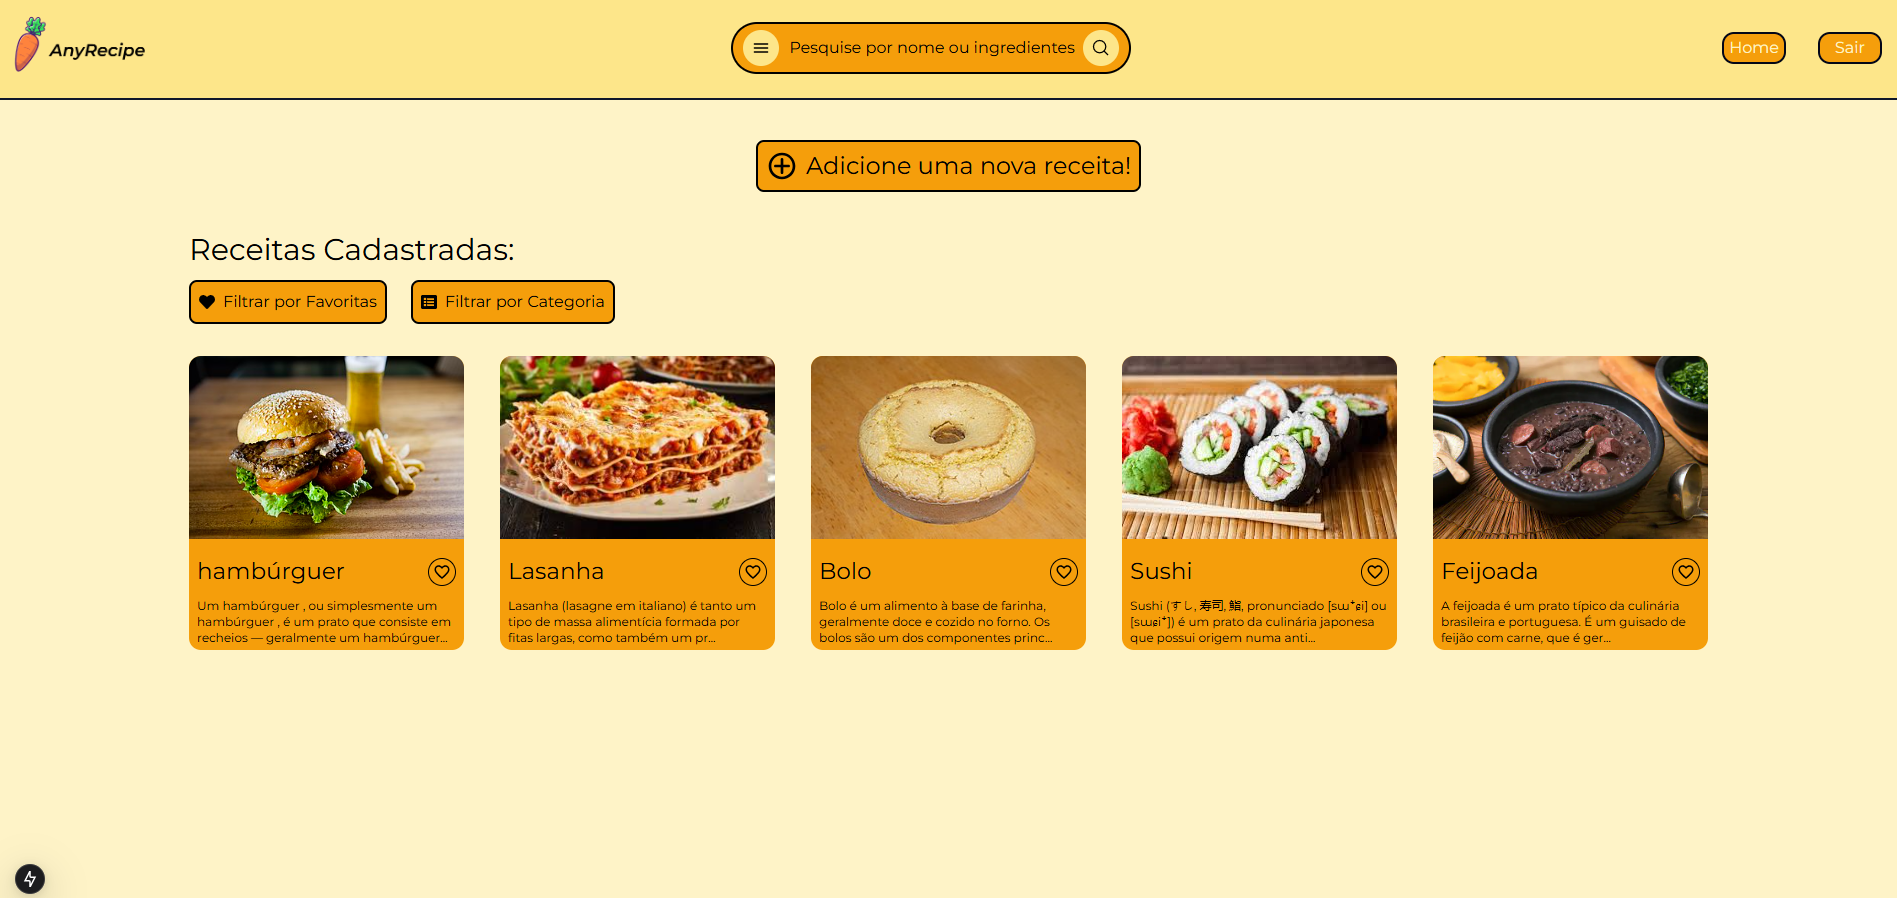 AnyRecipe
Pesquise por nome ou ingredientes
Home
Sair
Adicione uma nova receita!
Receitas Cadastradas:
Filtrar por Favoritas
Filtrar por Categoria
hambúrguer
Um hambúrguer , ou simplesmente um
hambúrguer , é um prato que consiste em
recheios — geralmente um hambúrguer...
Lasanha
Lasanha (lasagne em italiano) é tanto um
tipo de massa alimentícia formada por
fitas largas, como também um pr...
Bolo
Bolo é um alimento à base de farinha,
geralmente doce e cozido no forno. Os
bolos são um dos componentes princ...
Sushi
Sushi (すし, 寿司, 鮨, pronunciado [sɯꜜɕi] ou
[sɯɕiꜜ]) é um prato da culinária japonesa
que possui origem numa anti...
Feijoada
A feijoada é um prato típico da culinária
brasileira e portuguesa. É um guisado de
feijão com carne, que é ger...